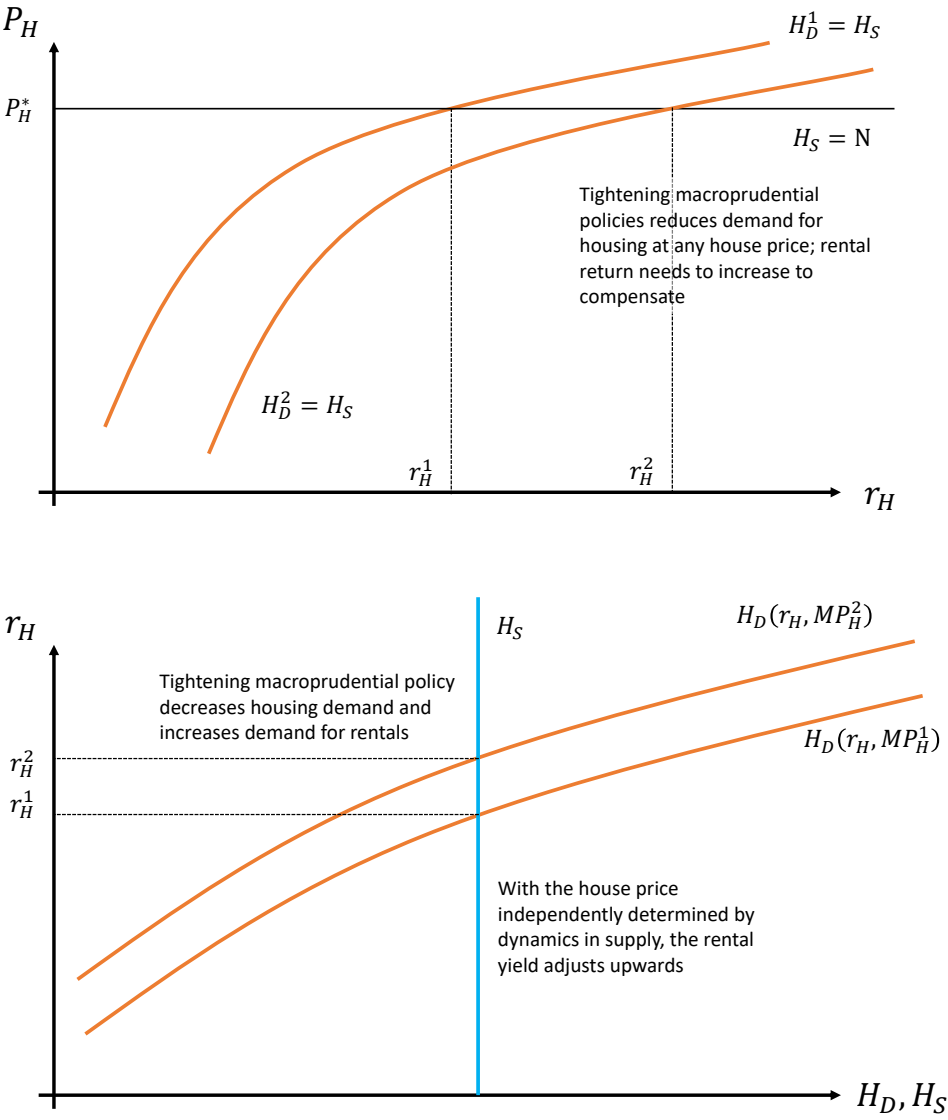 P_H
H_D^1 = H_S
P_H^*
H_S = N
Tightening macroprudential
policies reduces demand for
housing at any house price; rental
return needs to increase to
compensate
H_D^2 = H_S
r_H^1
r_H^2
r_H
r_H
H_S
H_D(r_H, MP_H^2)
Tightening macroprudential policy
decreases housing demand and
increases demand for rentals
H_D(r_H, MP_H^1)
r_H^2
r_H^1
With the house price
independently determined by
dynamics in supply, the rental
yield adjusts upwards
H_D, H_S